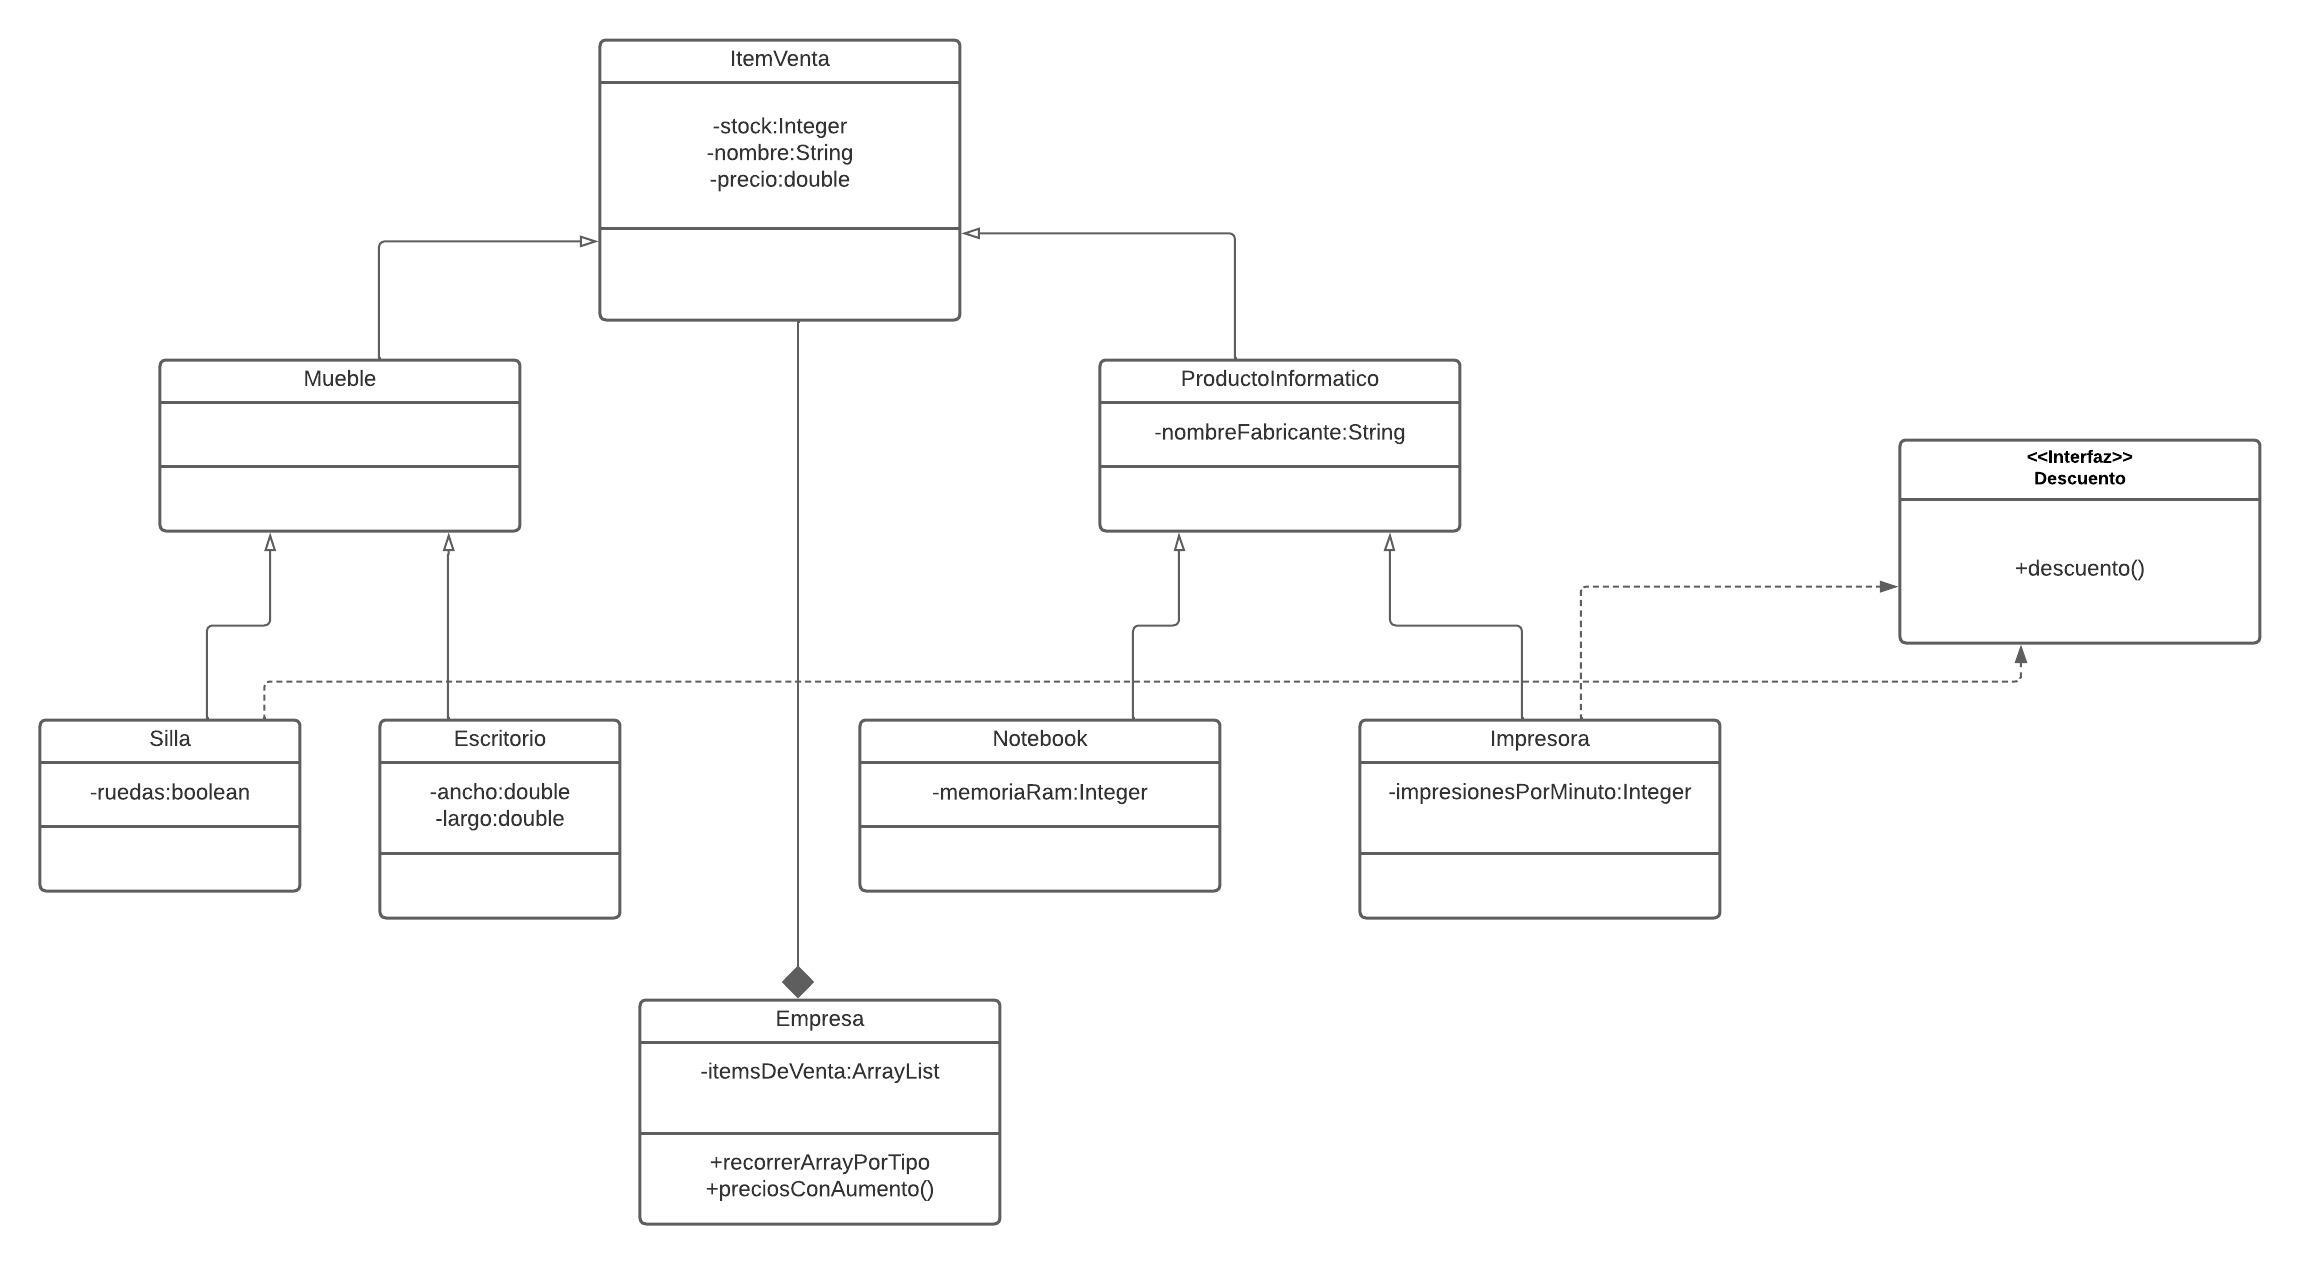 ItemVenta
-stock:Integer
-nombre:String
-precio:double
Mueble
ProductoInformatico
-nombreFabricante:String
<<Interfaz>>
Descuento
+descuento()
Silla
-ruedas:boolean
Escritorio
-ancho:double
-largo:double
Notebook
-memoriaRam:Integer
Impresora
-impresionesPorMinuto:Integer
Empresa
-itemsDeVenta:ArrayList
+recorrerArrayPorTipo
+preciosConAumento()